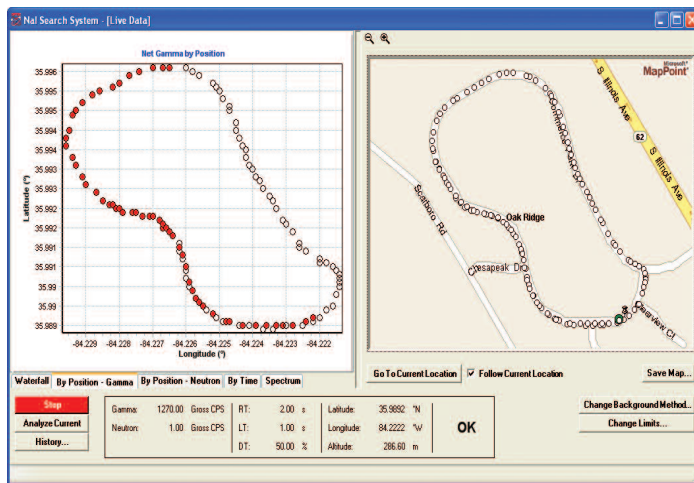 NaI Search System - [Live Data]
Net Gamma by Position
Latitude (°)
35.996
35.995
35.995
35.994
35.994
35.993
35.993
35.992
35.992
35.991
35.991
35.99
35.99
35.989
-84.229 -84.228 -84.227 -84.226 -84.225 -84.224 -84.223 -84.222
Longitude (°)
Microsoft®
MapPoint®
S Illinois Ave
62
S Illinois Ave
Scarboro Rd
Oak Ridge
Chesapeak Dr
Clearview Ct
Waterfall By Position - Gamma By Position - Neutron By Time Spectrum
Go To Current Location Follow Current Location Save Map...
Stop
Analyze Current
History...
Gamma: 1270.00 Gross CPS RT: 2.00 s Latitude: 35.9892 °N
Neutron: 1.00 Gross CPS LT: 1.00 s Longitude: 84.2222 °W
DT: 50.00 % Altitude: 286.60 m
OK
Change Background Method...
Change Limits...